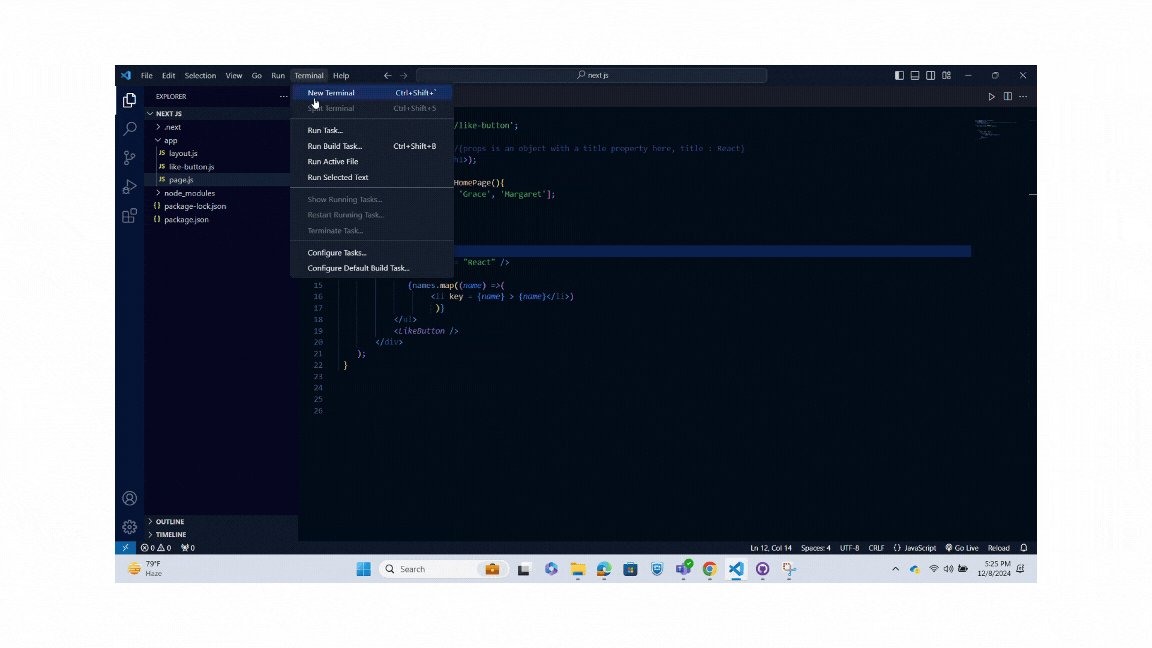 File Edit Selection View Go Run Terminal Help
next js
EXPLORER
NEXT JS
.next
app
JS layout.js
JS like-button.js
JS page.js
node_modules
{} package-lock.json
{} package.json
OUTLINE
TIMELINE
New Terminal Ctrl+Shift+`
Split Terminal Ctrl+Shift+5
Run Task...
Run Build Task... Ctrl+Shift+B
Run Active File
Run Selected Text
Show Running Tasks...
Restart Running Task...
Terminate Task...
Configure Tasks...
Configure Default Build Task...
/like-button';
/{props is an object with a title property here, title : React}
h1>);
HomePage(){
'Grace', 'Margaret'];
= "React" />
15 {names.map((name) =>(
16 <li key = {name} > {name}</li>)
17 )}
18 </ul>
19 <LikeButton />
20 </div>
21 );
22 }
23
24
25
26
0 0 0
Ln 12, Col 14 Spaces: 4 UTF-8 CRLF {} JavaScript Go Live Reload
79°F
Haze
Search
5:25 PM
12/8/2024